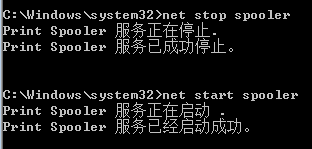 C:\Windows\system32>net stop spooler
Print Spooler 服务正在停止.
Print Spooler 服务已成功停止。
C:\Windows\system32>net start spooler
Print Spooler 服务正在启动 .
Print Spooler 服务已经启动成功。